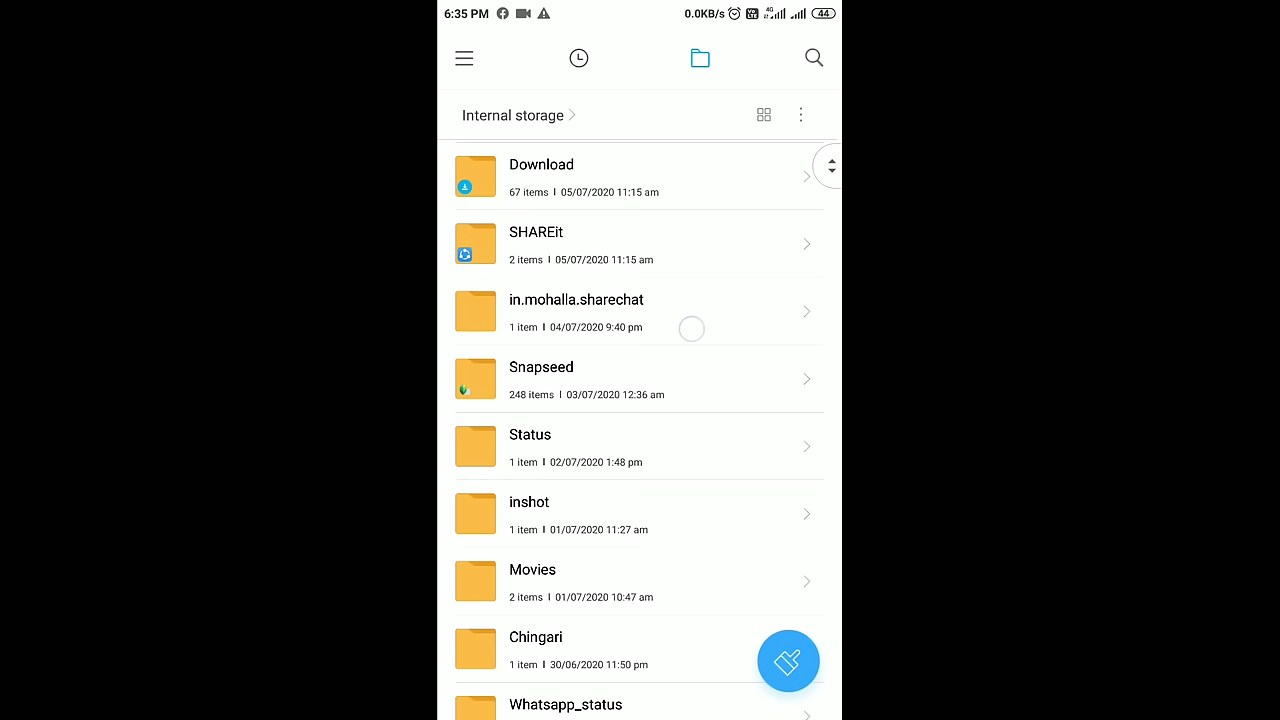 6:35 PM
0.0KB/s
4G
44
Internal storage
Download
67 items | 05/07/2020 11:15 am
SHAREit
2 items | 05/07/2020 11:15 am
in.mohalla.sharechat
1 item | 04/07/2020 9:40 pm
Snapseed
248 items | 03/07/2020 12:36 am
Status
1 item | 02/07/2020 1:48 pm
inshot
1 item | 01/07/2020 11:27 am
Movies
2 items | 01/07/2020 10:47 am
Chingari
1 item | 30/06/2020 11:50 pm
Whatsapp_status